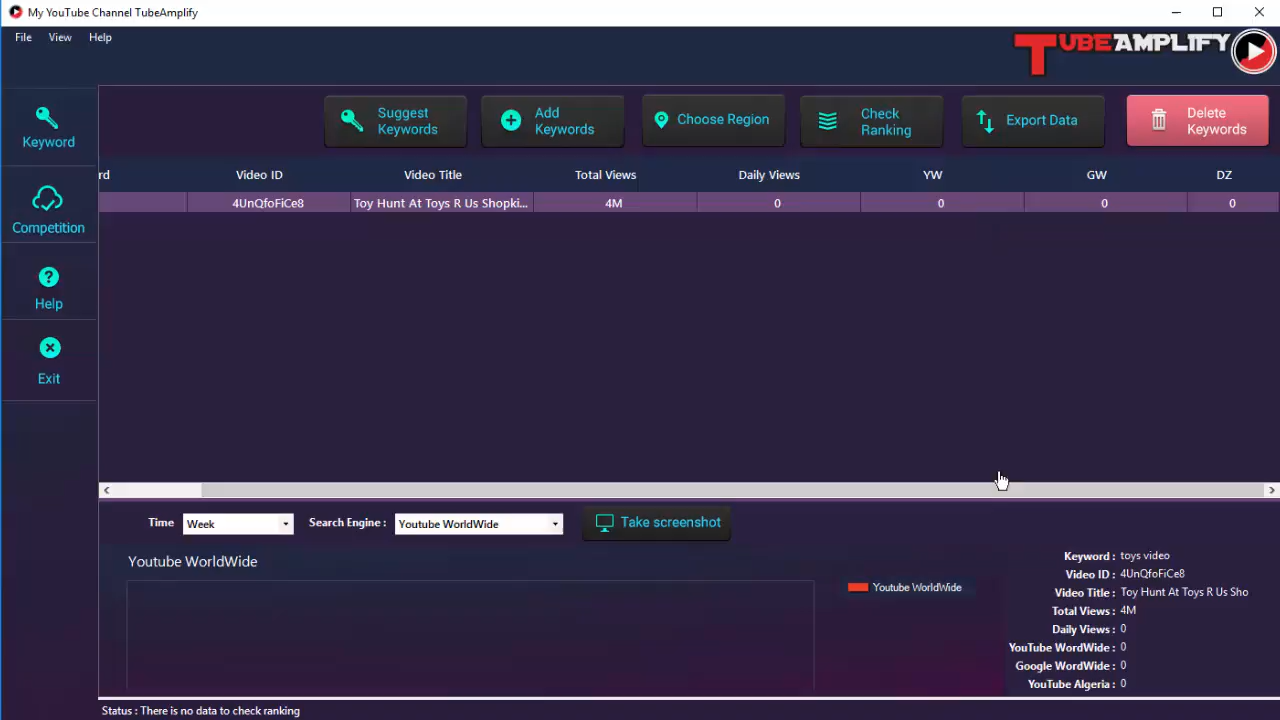 My YouTube Channel TubeAmplify
File View Help
TUBEAMPLIFY
Keyword
Competition
Help
Exit
Suggest Keywords
Add Keywords
Choose Region
Check Ranking
Export Data
Delete Keywords
rd Video ID Video Title Total Views Daily Views YW GW DZ
4UnQfoFiCe8 Toy Hunt At Toys R Us Shopki... 4M 0 0 0 0
Time Week Search Engine : Youtube WorldWide Take screenshot
Youtube WorldWide
Youtube WorldWide
Keyword : toys video
Video ID : 4UnQfoFiCe8
Video Title : Toy Hunt At Toys R Us Sho
Total Views : 4M
Daily Views : 0
YouTube WordWide : 0
Google WordWide : 0
YouTube Algeria : 0
Status : There is no data to check ranking